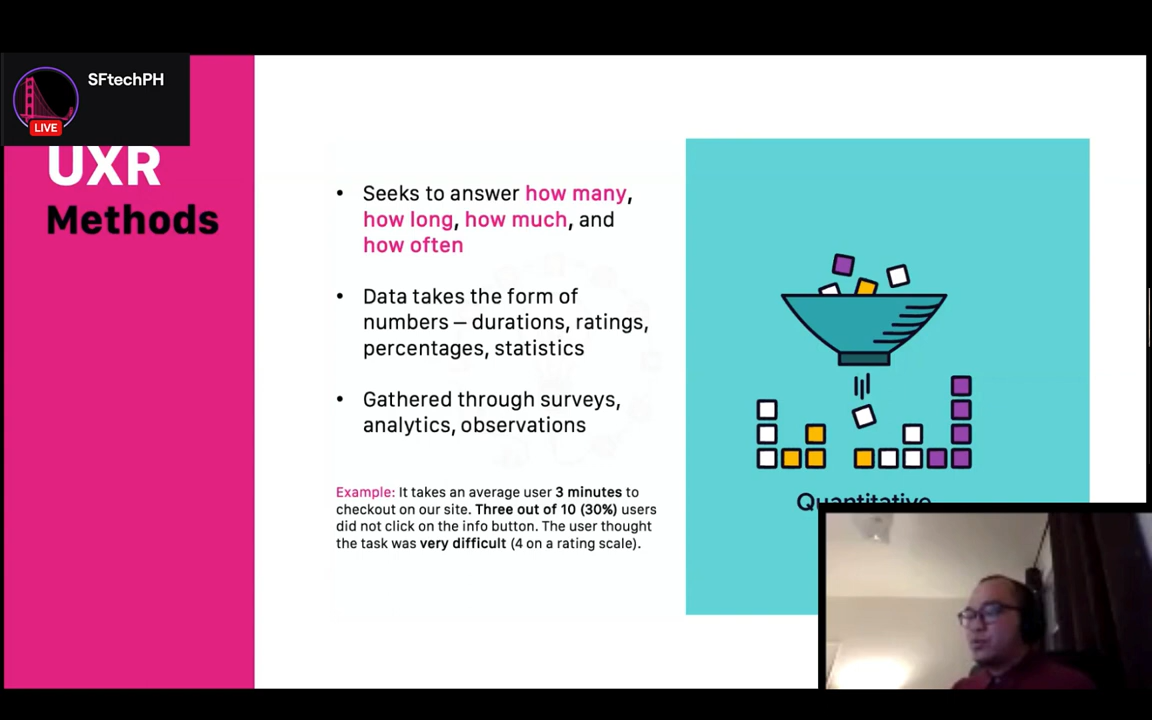 SFtechPH
LIVE
UXR
Methods
• Seeks to answer how many,
how long, how much, and
how often
• Data takes the form of
numbers – durations, ratings,
percentages, statistics
• Gathered through surveys,
analytics, observations
Example: It takes an average user 3 minutes to
checkout on our site. Three out of 10 (30%) users
did not click on the info button. The user thought
the task was very difficult (4 on a rating scale).
Quantitative